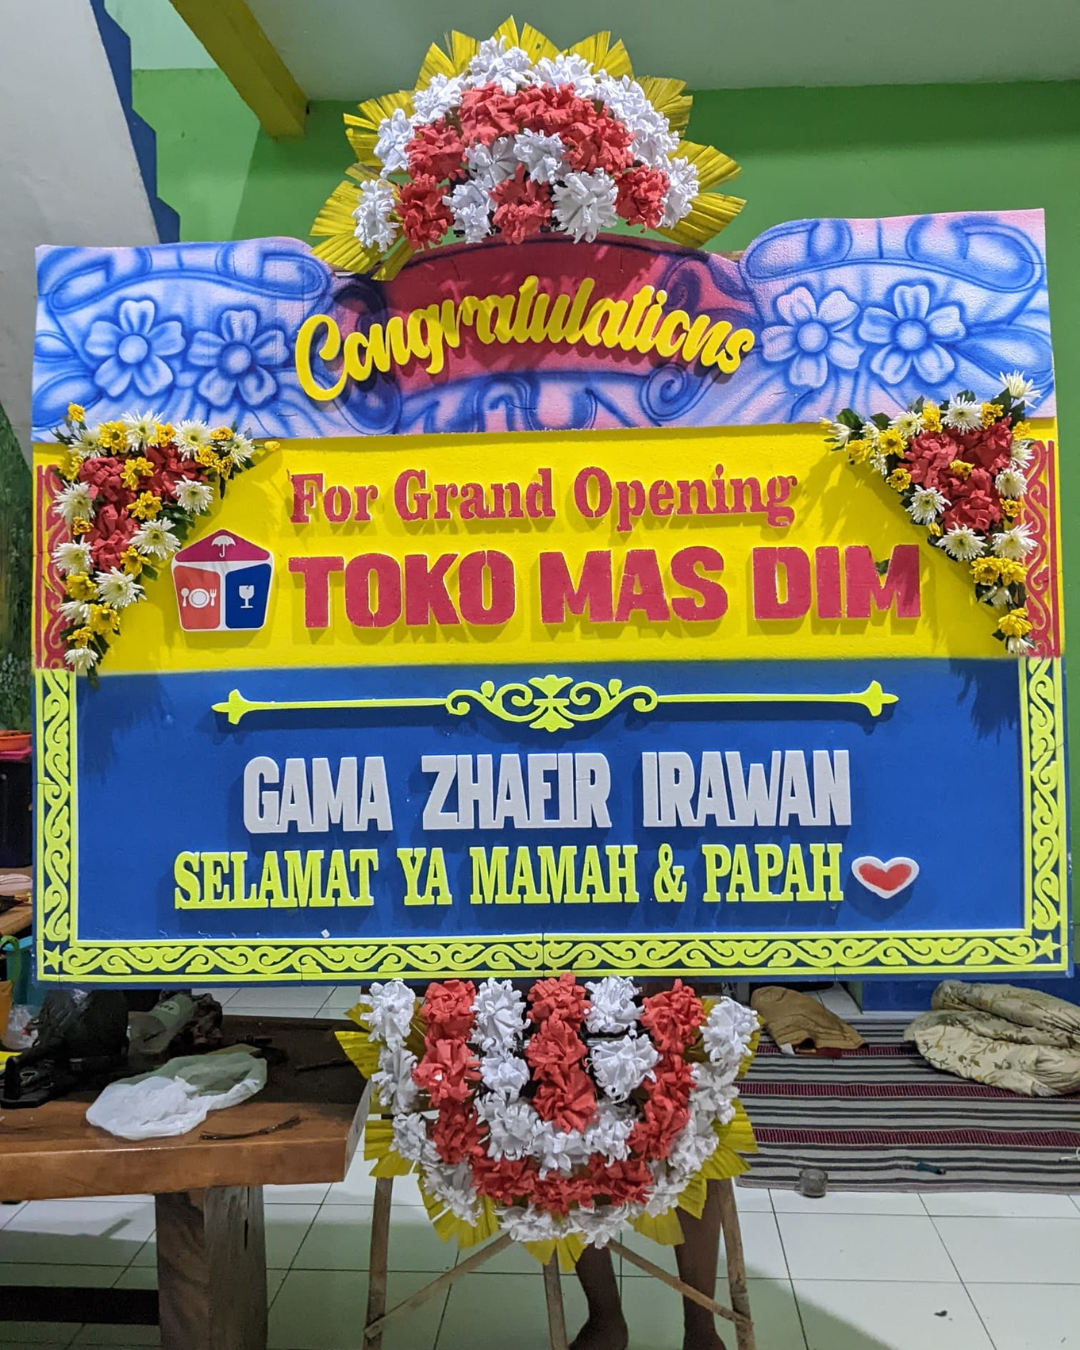 Congratulations
For Grand Opening
TOKO MAS DIM
GAMA ZHAFIR IRAWAN
SELAMAT YA MAMAH & PAPAH